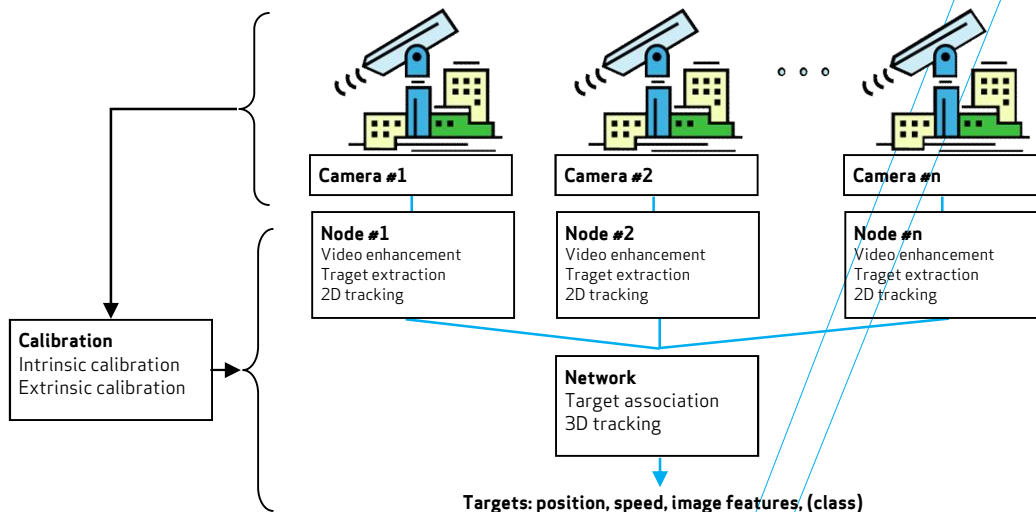 Camera #1
Camera #2
Camera #n
Node #1
Video enhancement
Traget extraction
2D tracking
Node #2
Video enhancement
Traget extraction
2D tracking
Node #n
Video enhancement
Traget extraction
2D tracking
Calibration
Intrinsic calibration
Extrinsic calibration
Network
Target association
3D tracking
Targets: position, speed, image features, (class)